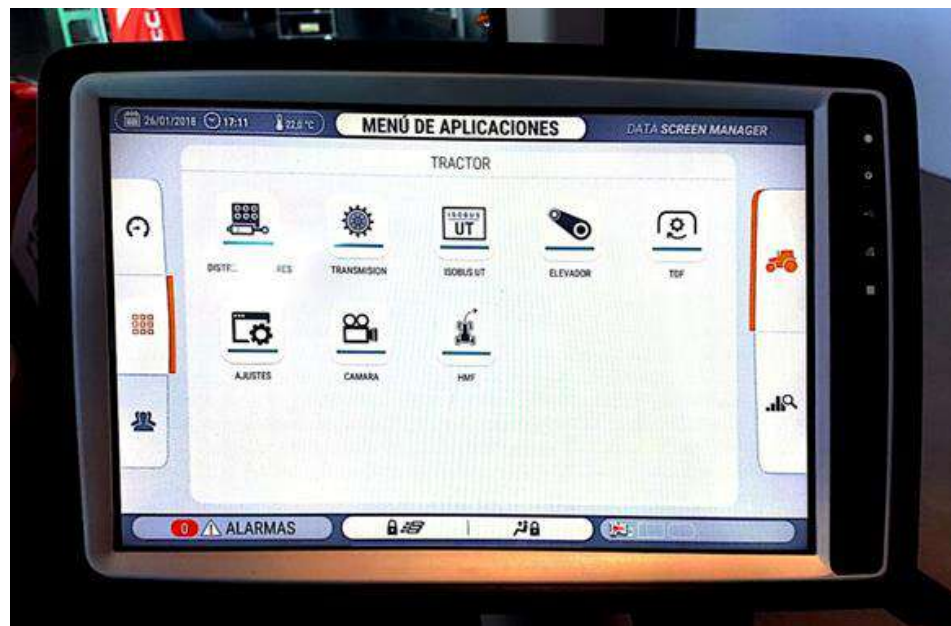 26/01/2018 17:11 22,0 °C
MENÚ DE APLICACIONES
DATA SCREEN MANAGER
TRACTOR
ISOBUS
UT
TRANSMISION
ISOBUS UT
ELEVADOR
TDF
AJUSTES
CAMARA
HMF
0 ALARMAS